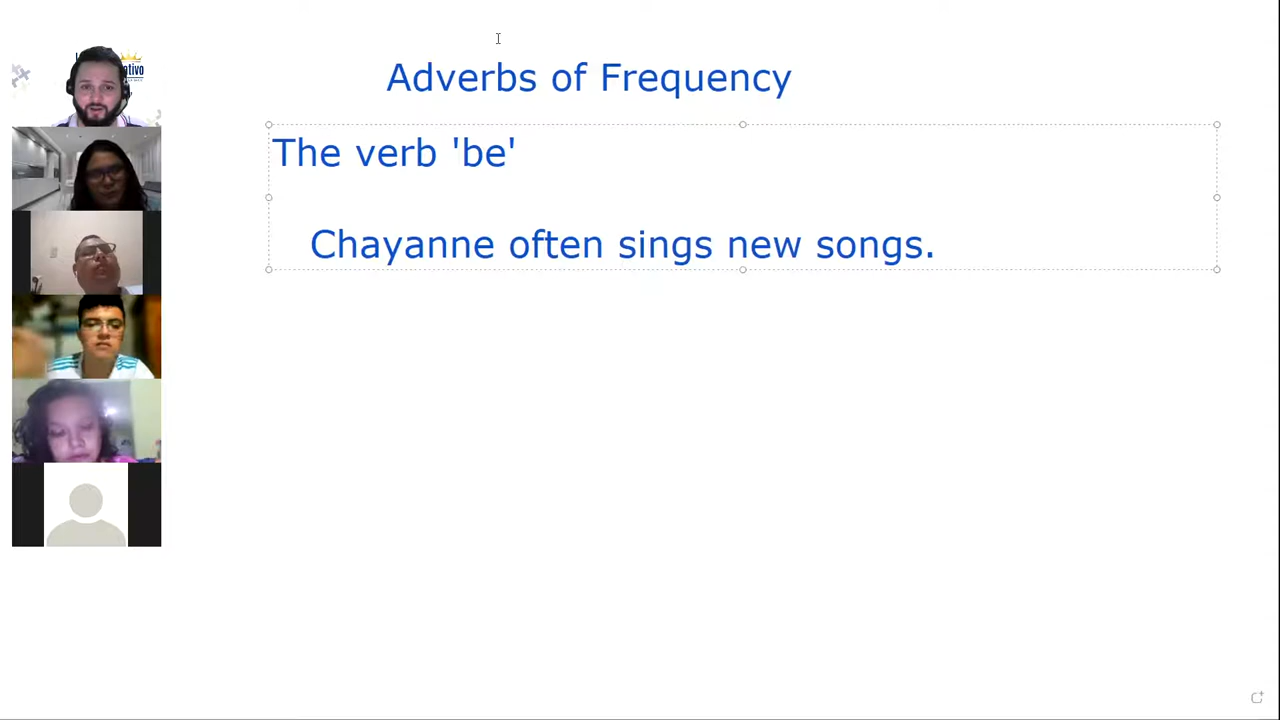 Adverbs of Frequency
The verb 'be'
Chayanne often sings new songs.